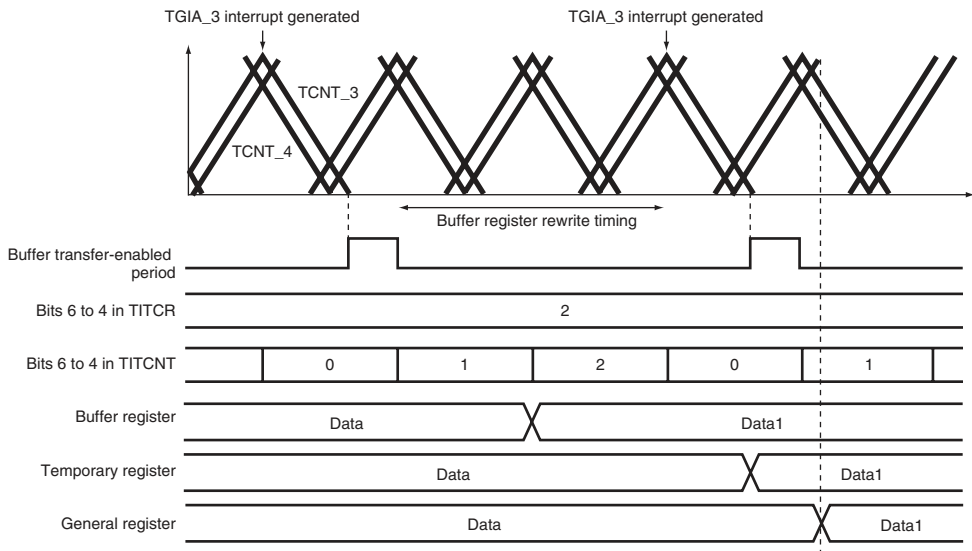 TGIA_3 interrupt generated
TGIA_3 interrupt generated
TCNT_3
TCNT_4
Buffer register rewrite timing
Buffer transfer-enabled
period
Bits 6 to 4 in TITCR
2
Bits 6 to 4 in TITCNT
0
1
2
0
1
Buffer register
Data
Data1
Temporary register
Data
Data1
General register
Data
Data1